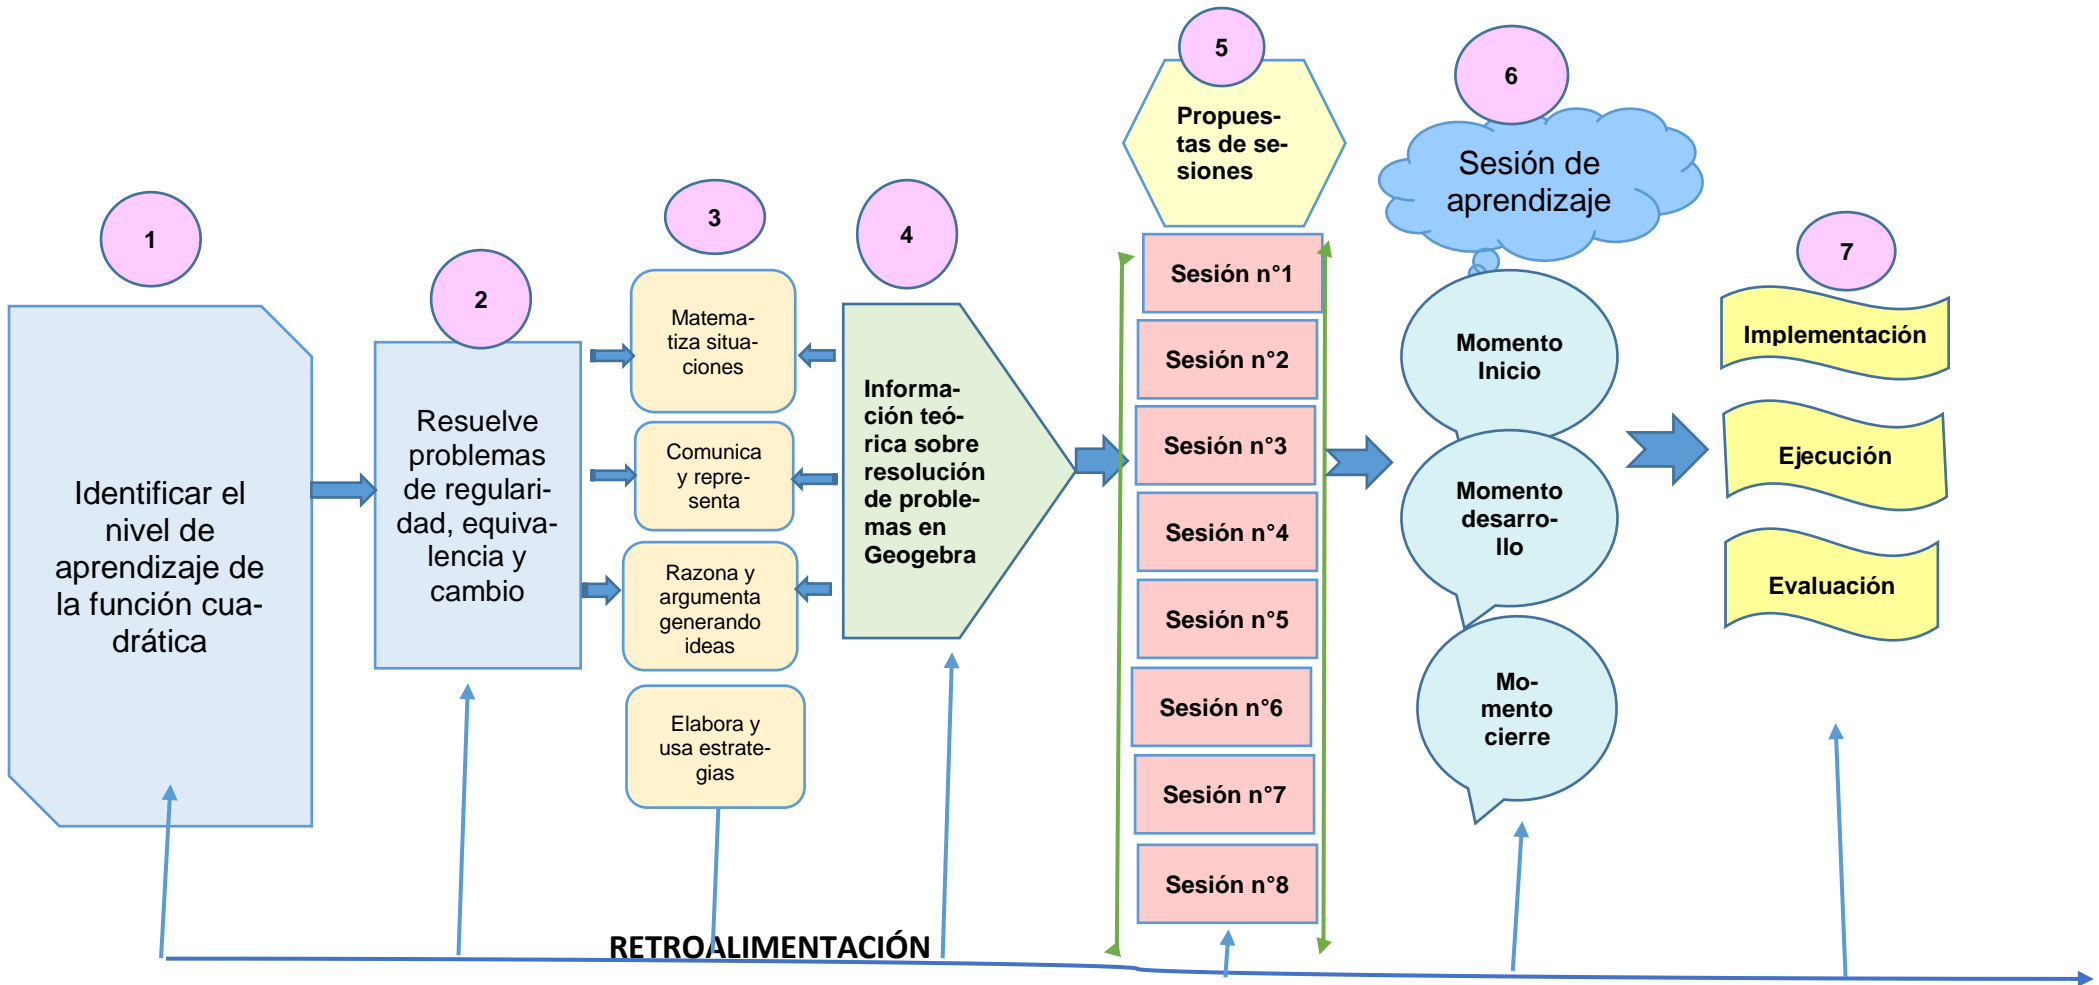 1
Identificar el
nivel de
aprendizaje de
la función cua-
drática
2
Resuelve
problemas
de regulari-
dad, equiva-
lencia y
cambio
3
Matema-
tiza situa-
ciones
Comunica
y repre-
senta
Razona y
argumenta
generando
ideas
Elabora y
usa estrate-
gias
4
Informa-
ción teó-
rica sobre
resolución
de proble-
mas en
Geogebra
5
Propues-
tas de se-
siones
Sesión n°1
Sesión n°2
Sesión n°3
Sesión n°4
Sesión n°5
Sesión n°6
Sesión n°7
Sesión n°8
6
Sesión de
aprendizaje
Momento
Inicio
Momento
desarro-
llo
Mo-
mento
cierre
7
Implementación
Ejecución
Evaluación
RETROALIMENTACIÓN